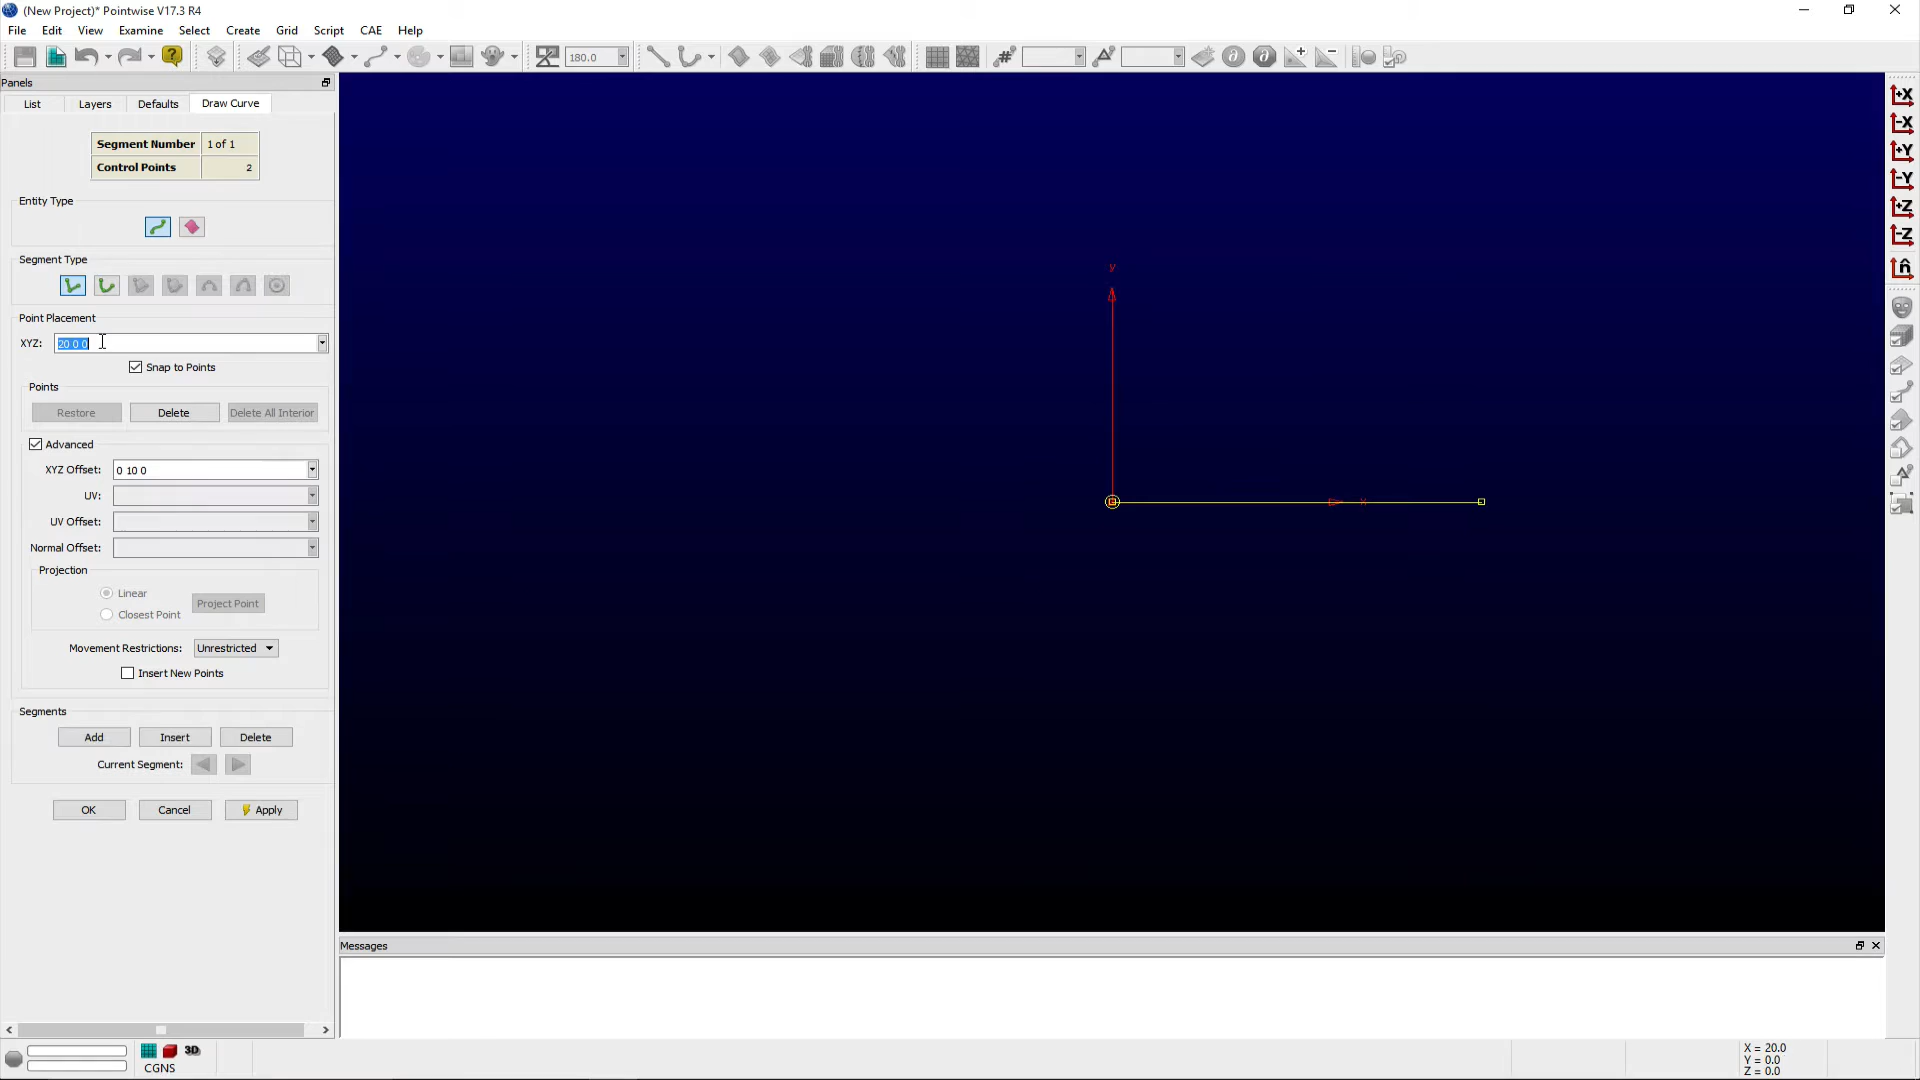 (New Project)* Pointwise V17.3 R4
File Edit View Examine Select Create Grid Script CAE Help
180.0
Panels
List Layers Defaults Draw Curve
Segment Number 1 of 1
Control Points 2
Entity Type
Segment Type
Point Placement
XYZ: 20 0 0
Snap to Points
Points
Restore Delete Delete All Interior
Advanced
XYZ Offset: 0 10 0
UV:
UV Offset:
Normal Offset:
Projection
Linear
Closest Point
Project Point
Movement Restrictions: Unrestricted
Insert New Points
Segments
Add Insert Delete
Current Segment:
OK Cancel Apply
y
x
+X
-X
+Y
-Y
+Z
-Z
n̂
Messages
3D
CGNS
X = 20.0
Y = 0.0
Z = 0.0